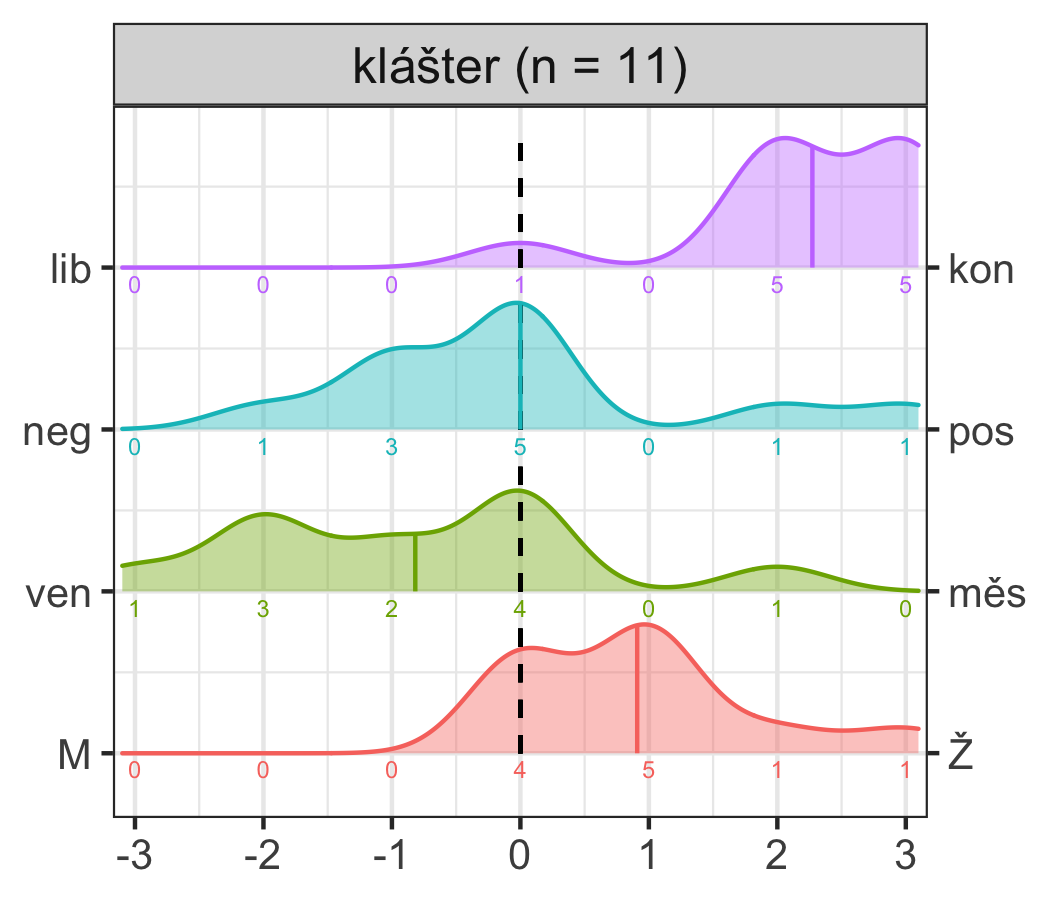 klášter (n = 11)
lib kon
0 0 0 1 0 5 5
neg pos
0 1 3 5 0 1 1
ven měs
1 3 2 4 0 1 0
M Ž
0 0 0 4 5 1 1
-3 -2 -1 0 1 2 3